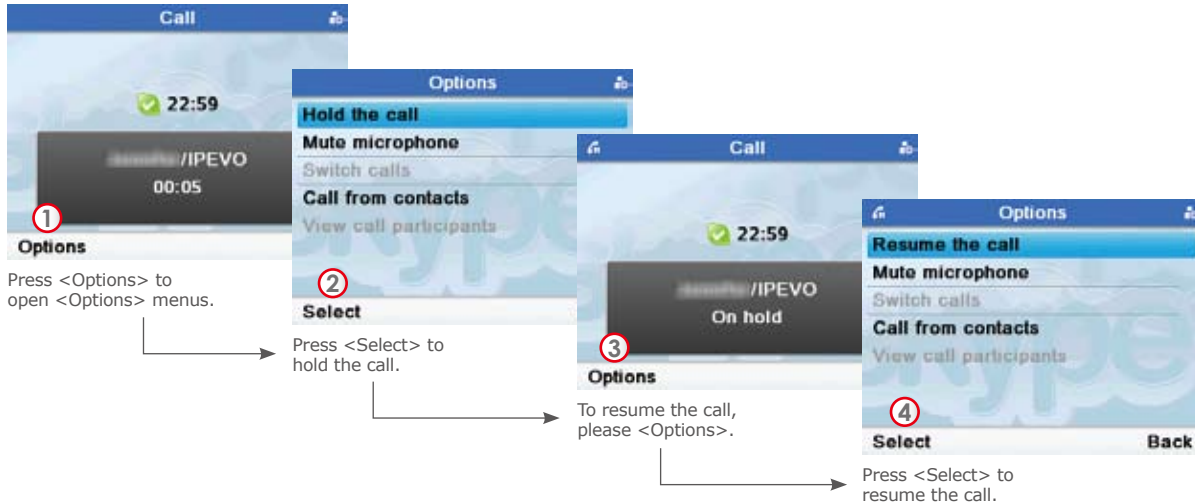 Call
22:59
/IPEVO
00:05
1
Options
Press <Options> to
open <Options> menus.
Options
Hold the call
Mute microphone
Switch calls
Call from contacts
View call participants
2
Select
Press <Select> to
hold the call.
Call
22:59
/IPEVO
On hold
3
Options
To resume the call,
please <Options>.
Options
Resume the call
Mute microphone
Switch calls
Call from contacts
View call participants
4
Select Back
Press <Select> to
resume the call.